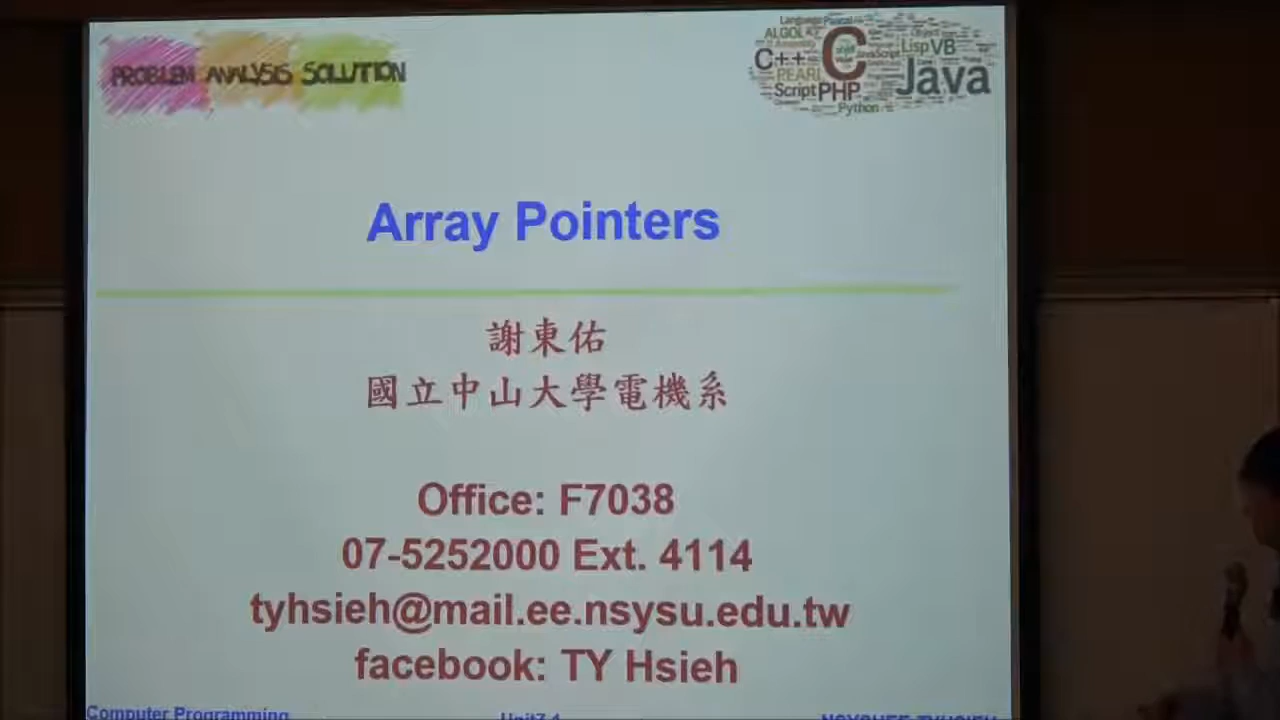 PROBLEM ANALYSIS SOLUTION
Language Pascal
ALGOL
C++ C Lisp VB
PEARL Java
Script PHP
Python
Array Pointers
謝東佑
國立中山大學電機系
Office: F7038
07-5252000 Ext. 4114
tyhsieh@mail.ee.nsysu.edu.tw
facebook: TY Hsieh
Computer Programming